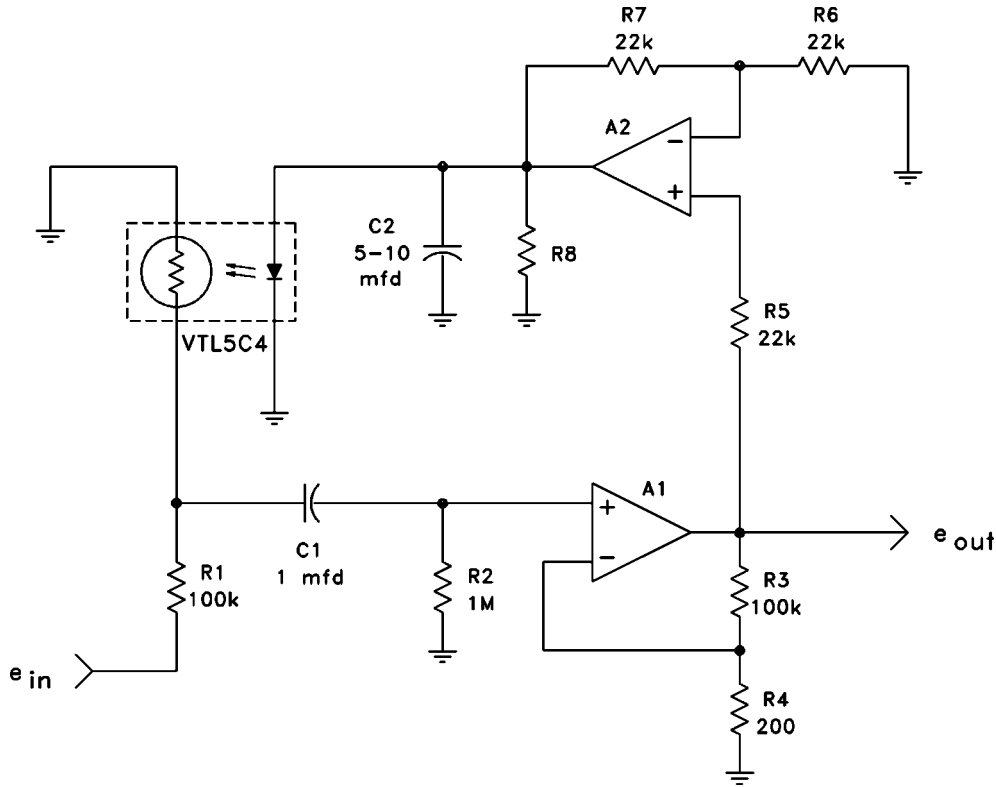 R7
22k
R6
22k
A2
−
+
C2
5−10
mfd
R8
R5
22k
VTL5C4
A1
+
−
C1
1 mfd
R1
100k
R2
1M
R3
100k
e out
e in
R4
200